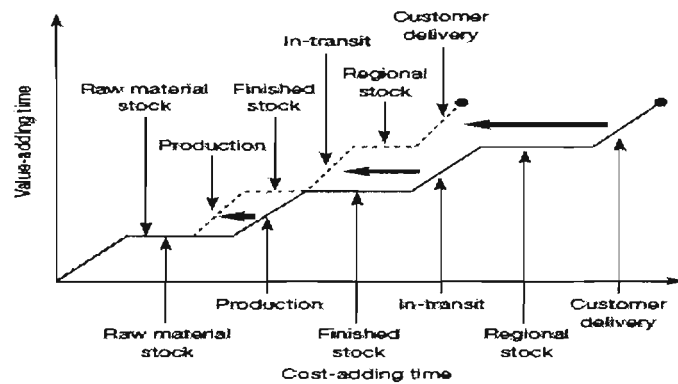 Customer
delivery
In-transit
Regional
stock
Raw material
stock
Finished
stock
Production
Value-adding time
Production
In-transit
Customer
delivery
Raw material
stock
Finished
stock
Regional
stock
Cost-adding time